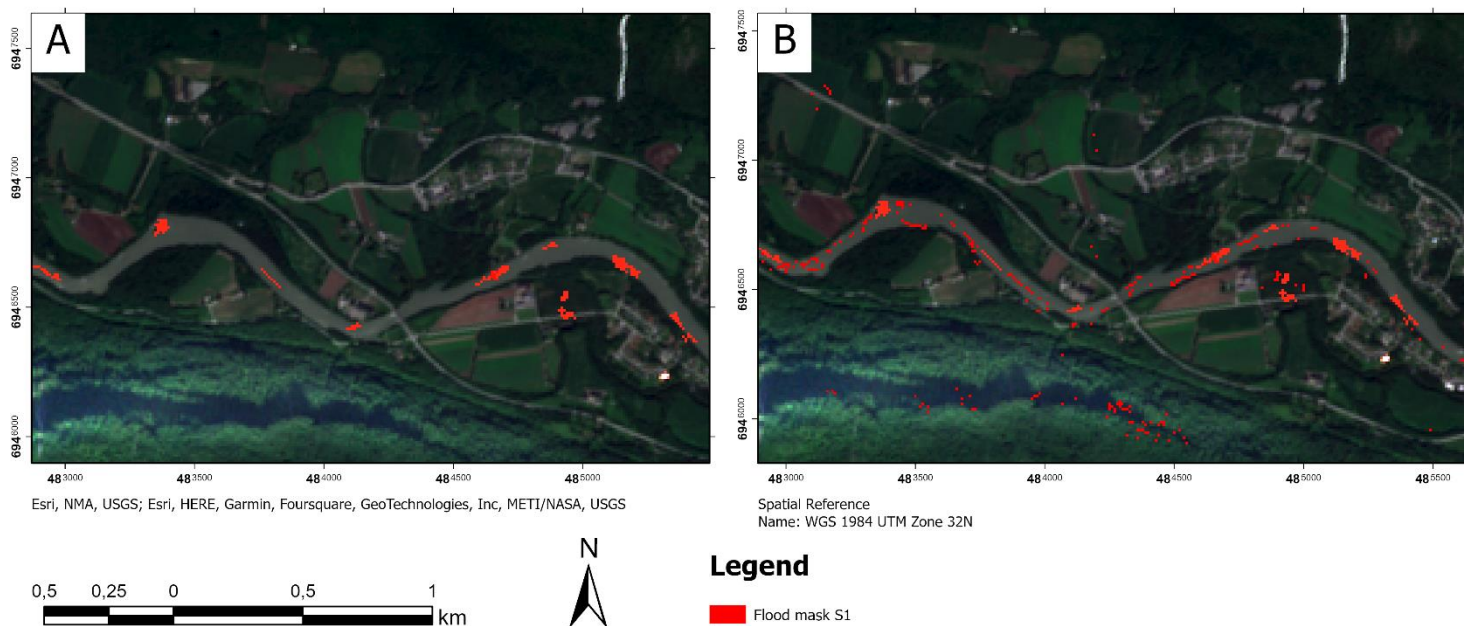 A
B
6947500
6947000
6946500
6946000
6947500
6947000
6946500
6946000
483000
483500
484000
484500
485000
483000
483500
484000
484500
485000
485500
Esri, NMA, USGS; Esri, HERE, Garmin, Foursquare, GeoTechnologies, Inc, METI/NASA, USGS
Spatial Reference
Name: WGS 1984 UTM Zone 32N
N
Legend
0,5 0,25 0 0,5 1
km
Flood mask S1